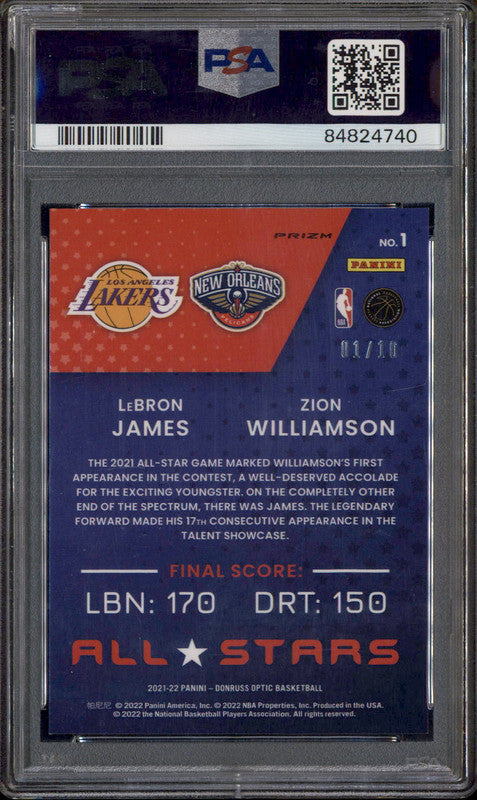 PSA
84824740
PRIZM
NO. 1
PANINI
LOS ANGELES
LAKERS
NEW ORLEANS
PELICANS
NBA
01/10
LEBRON
JAMES
ZION
WILLIAMSON
THE 2021 ALL-STAR GAME MARKED WILLIAMSON'S FIRST
APPEARANCE IN THE CONTEST, A WELL-DESERVED ACCOLADE
FOR THE EXCITING YOUNGSTER. ON THE COMPLETELY OTHER
END OF THE SPECTRUM, THERE WAS JAMES. THE LEGENDARY
FORWARD MADE HIS 17TH CONSECUTIVE APPEARANCE IN THE
TALENT SHOWCASE.
FINAL SCORE:
LBN: 170 DRT: 150
ALL★STARS
2021-22 PANINI – DONRUSS OPTIC BASKETBALL
帕尼尼 © 2022 Panini America, Inc. © 2022 NBA Properties, Inc. Produced in the USA.
© 2022 the National Basketball Players Association. All rights reserved.